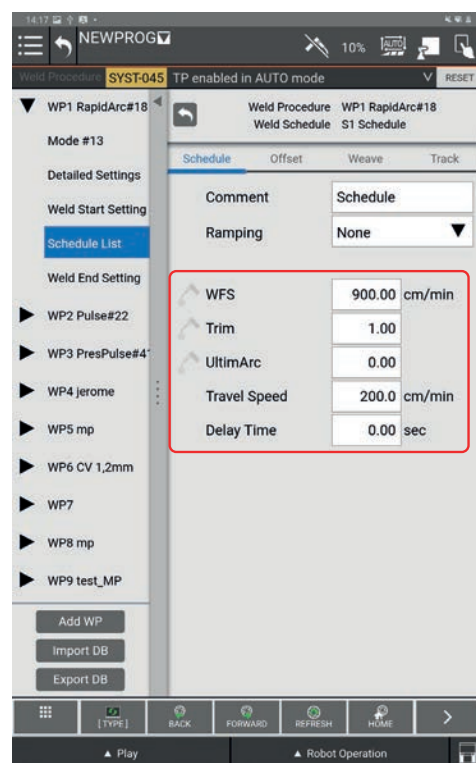 14:17
NEWPROG
10%
AUTO
Weld Procedure SYST-045 TP enabled in AUTO mode
RESET
WP1 RapidArc#18
Mode #13
Detailed Settings
Weld Start Setting
Schedule List
Weld End Setting
WP2 Pulse#22
WP3 PresPulse#4
WP4 jerome
WP5 mp
WP6 CV 1,2mm
WP7
WP8 mp
WP9 test_MP
Add WP
Import DB
Export DB
Weld Procedure WP1 RapidArc#18
Weld Schedule S1 Schedule
Schedule Offset Weave Track
Comment Schedule
Ramping None
WFS 900.00 cm/min
Trim 1.00
UltimArc 0.00
Travel Speed 200.0 cm/min
Delay Time 0.00 sec
[TYPE] BACK FORWARD REFRESH HOME >
Play Robot Operation